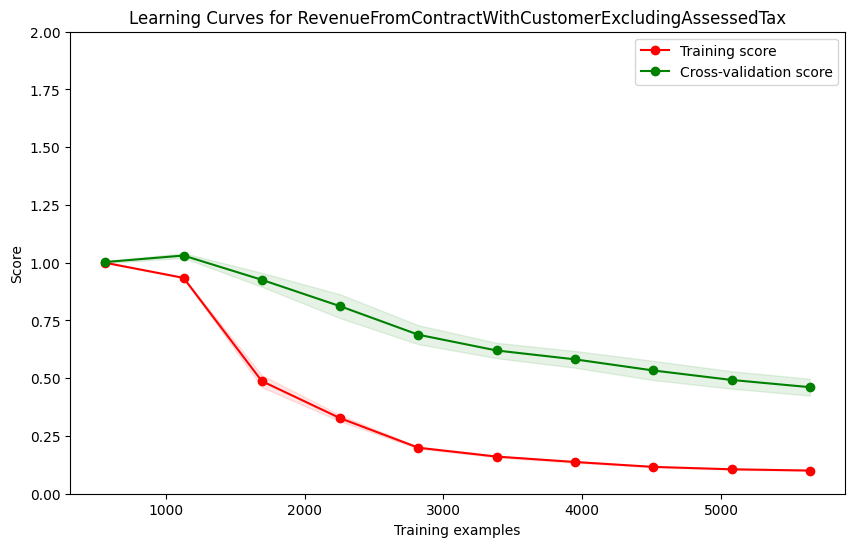 Learning Curves for RevenueFromContractWithCustomerExcludingAssessedTax
Training score
Cross-validation score
Score
2.00
1.75
1.50
1.25
1.00
0.75
0.50
0.25
0.00
1000 2000 3000 4000 5000
Training examples